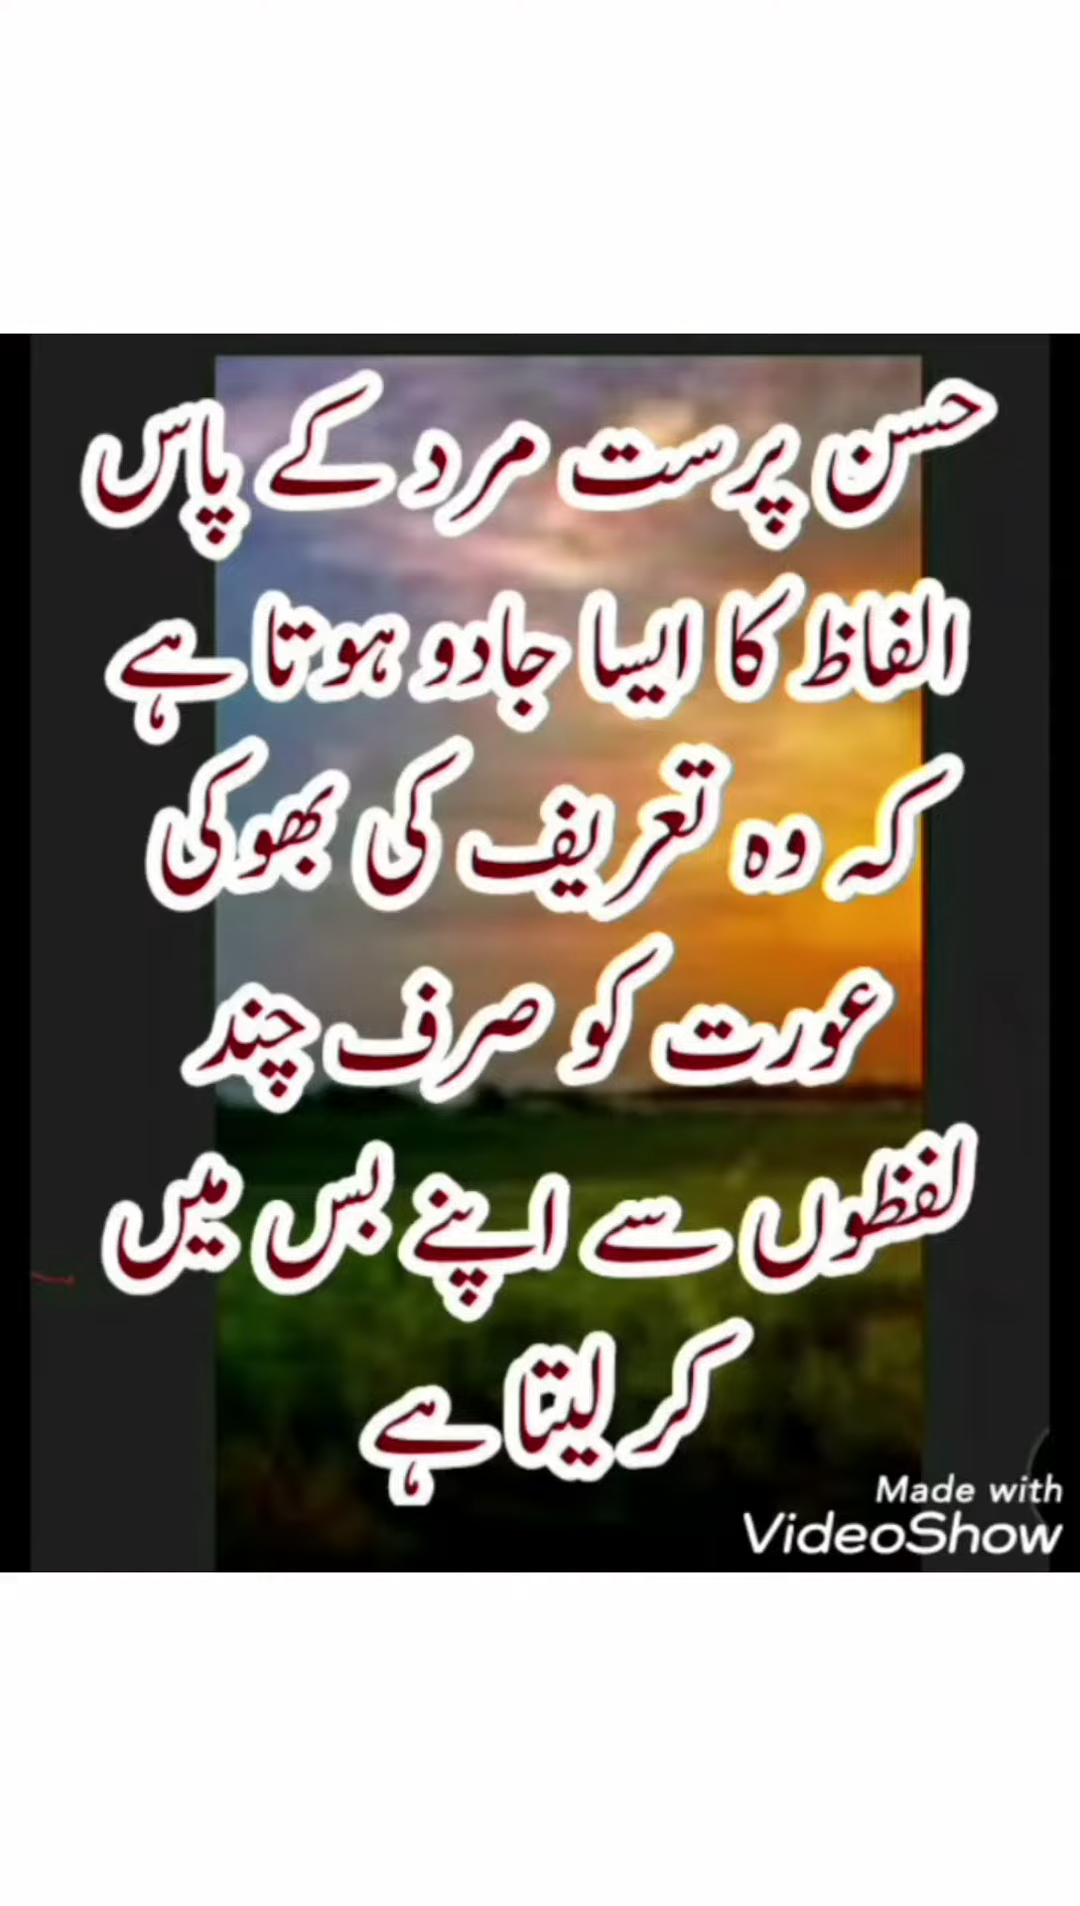 حسن پرست مرد کے پاس
الفاظ کا ایسا جادو ہوتا ہے
کہ وہ تعریف کی بھوکی
عورت کو صرف چند
لفظوں سے اپنے بس میں
کر لیتا ہے
Made with
VideoShow